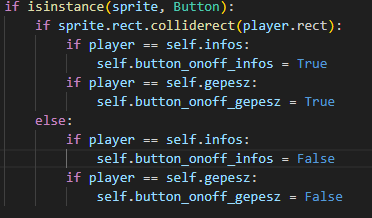 if isinstance(sprite, Button):
    if sprite.rect.colliderect(player.rect):
        if player == self.infos:
            self.button_onoff_infos = True
        if player == self.gepesz:
            self.button_onoff_gepesz = True
    else:
        if player == self.infos:
            self.button_onoff_infos = False
        if player == self.gepesz:
            self.button_onoff_gepesz = False